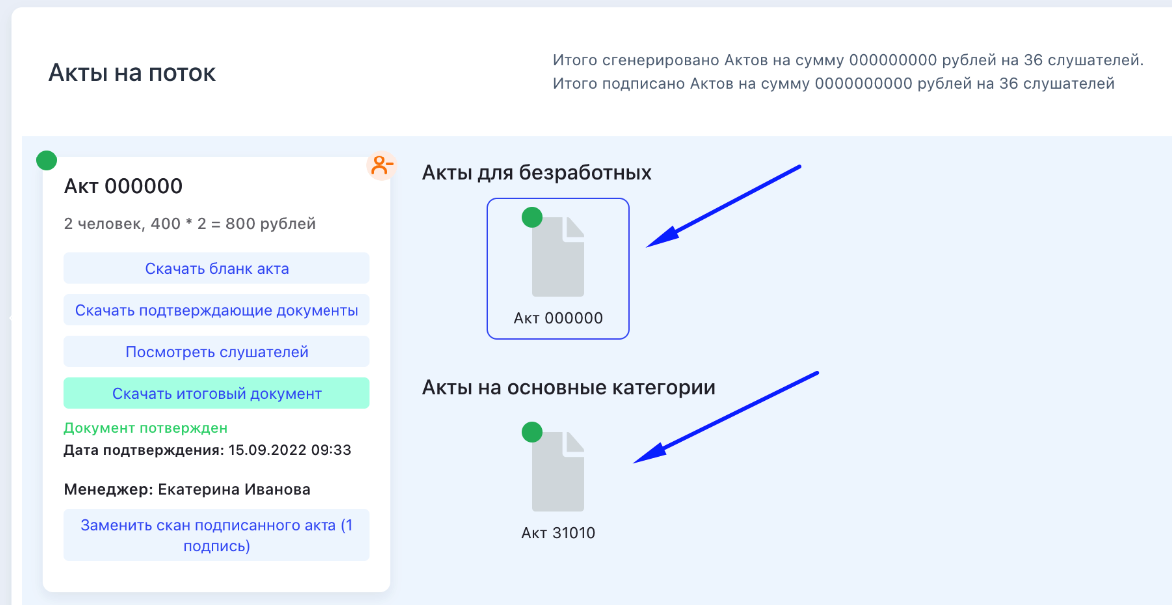 Акты на поток
Итого сгенерировано Актов на сумму 000000000 рублей на 36 слушателей.
Итого подписано Актов на сумму 0000000000 рублей на 36 слушателей
Акт 000000
2 человек, 400 * 2 = 800 рублей
Скачать бланк акта
Скачать подтверждающие документы
Посмотреть слушателей
Скачать итоговый документ
Документ потвержден
Дата подтверждения: 15.09.2022 09:33
Менеджер: Екатерина Иванова
Заменить скан подписанного акта (1
подпись)
Акты для безработных
Акт 000000
Акты на основные категории
Акт 31010